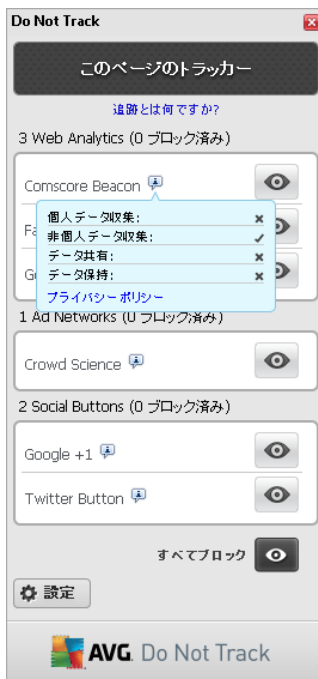 Do Not Track
このページのトラッカー
追跡とは何ですか?
3 Web Analytics (0 ブロック済み)
Comscore Beacon
個人データ収集:
非個人データ収集:
データ共有:
データ保持:
プライバシーポリシー
1 Ad Networks (0 ブロック済み)
Crowd Science
2 Social Buttons (0 ブロック済み)
Google +1
Twitter Button
すべてブロック
設定
AVG. Do Not Track